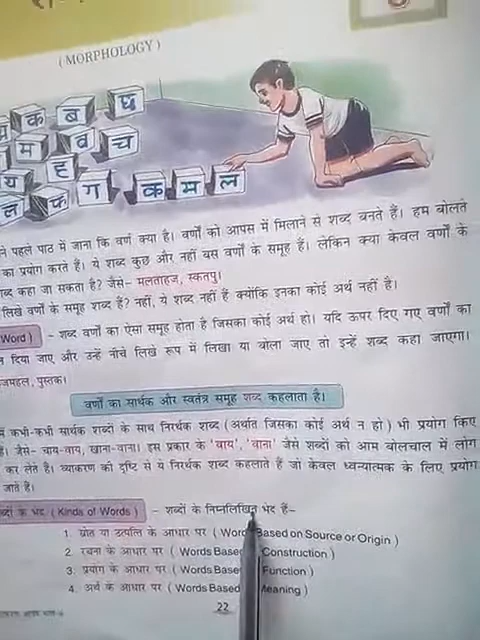 (MORPHOLOGY)
क ब घ
म व च
य ह
ग क म ल
ल फ
ने पहले पाठ में जाना कि वर्ण क्या है। वर्णों को आपस में मिलाने से शब्द बनते हैं। हम बोलते
का प्रयोग करते हैं। ये शब्द कुछ और नहीं बस वर्णों के समूह हैं। लेकिन क्या केवल वर्णों के
शब्द कहा जा सकता है? जैसे– मलताहज, स्कतपु।
लिखे वर्णों के समूह शब्द हैं? नहीं, ये शब्द नहीं हैं क्योंकि इनका कोई अर्थ नहीं है।
Word) – शब्द वर्णों का ऐसा समूह होता है जिसका कोई अर्थ हो। यदि ऊपर दिए गए वर्णों का
दिया जाए और उन्हें नीचे लिखे रूप में लिखा या बोला जाए तो इन्हें शब्द कहा जाएगा।
जमहल, पुस्तक।
वर्णों का सार्थक और स्वतंत्र समूह शब्द कहलाता है।
कभी-कभी सार्थक शब्दों के साथ निरर्थक शब्द (अर्थात जिसका कोई अर्थ न हो) भी प्रयोग किए
हैं। जैसे– चाय-वाय, खाना-वाना। इस प्रकार के 'वाय', 'वाना' जैसे शब्दों को आम बोलचाल में लोग
कर लेते हैं। व्याकरण की दृष्टि से ये निरर्थक शब्द कहलाते हैं जो केवल ध्वन्यात्मक के लिए प्रयोग
जाते हैं।
ब्दों के भेद (Kinds of Words) – शब्दों के निम्नलिखित भेद हैं–
1. स्रोत या उत्पत्ति के आधार पर (Words Based on Source or Origin)
2. रचना के आधार पर (Words Based Construction)
3. प्रयोग के आधार पर (Words Based Function)
4. अर्थ के आधार पर (Words Based Meaning)
22